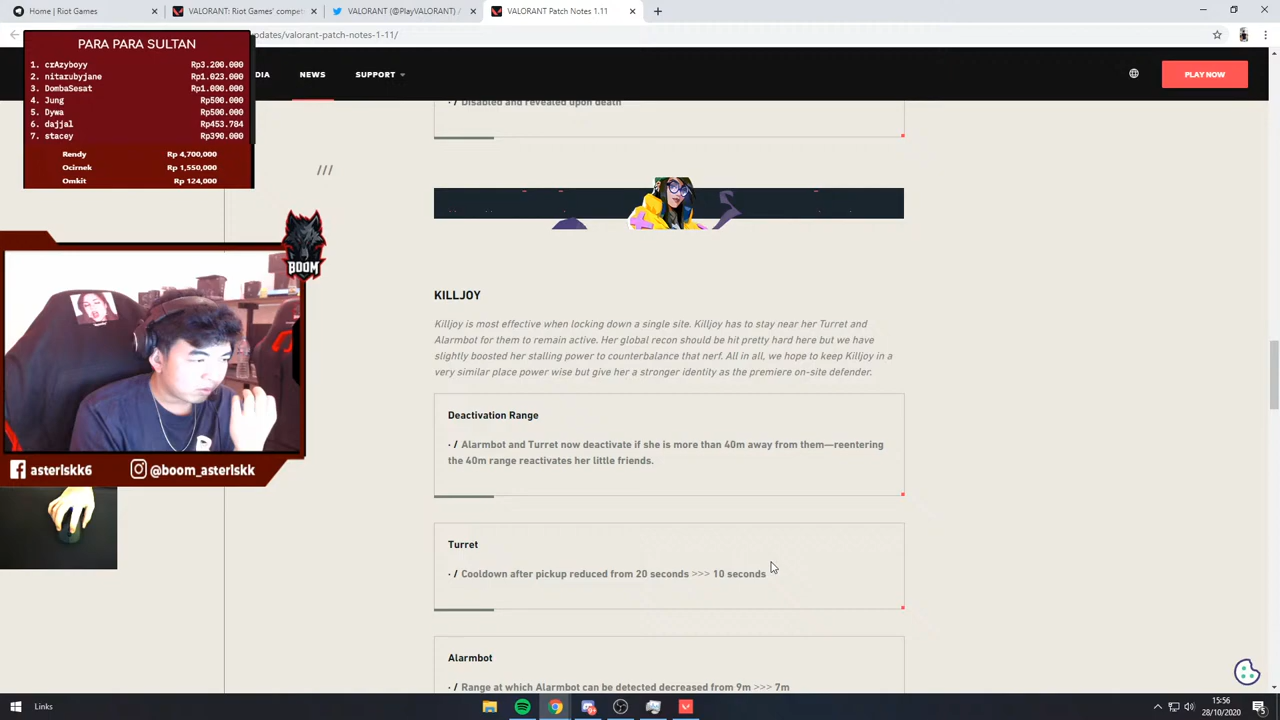 Home | Riot Games
VALORANT: Riot Games' compet
VALORANT (@PlayVALORANT) /
VALORANT Patch Notes 1.11
pdates/valorant-patch-notes-1-11/
DIA
NEWS
SUPPORT
PLAY NOW
PARA PARA SULTAN
1. crAzyboyy Rp3.200.000
2. nitarubyjane Rp1.023.000
3. DombaSesat Rp1.000.000
4. Jung Rp500.000
5. Dywa Rp500.000
6. dajjal Rp453.784
7. stacey Rp390.000
Rendy Rp 4,700,000
Ocirnek Rp 1,550,000
Omkit Rp 124,000
· / Disabled and revealed upon death
///
BOOM
asteriskk6
@boom_asteriskk
KILLJOY
Killjoy is most effective when locking down a single site. Killjoy has to stay near her Turret and
Alarmbot for them to remain active. Her global recon should be hit pretty hard here but we have
slightly boosted her stalling power to counterbalance that nerf. All in all, we hope to keep Killjoy in a
very similar place power wise but give her a stronger identity as the premiere on-site defender.
Deactivation Range
· / Alarmbot and Turret now deactivate if she is more than 40m away from them—reentering
the 40m range reactivates her little friends.
Turret
· / Cooldown after pickup reduced from 20 seconds >>> 10 seconds
Alarmbot
· / Range at which Alarmbot can be detected decreased from 9m >>> 7m
Links
15:56
28/10/2020
5